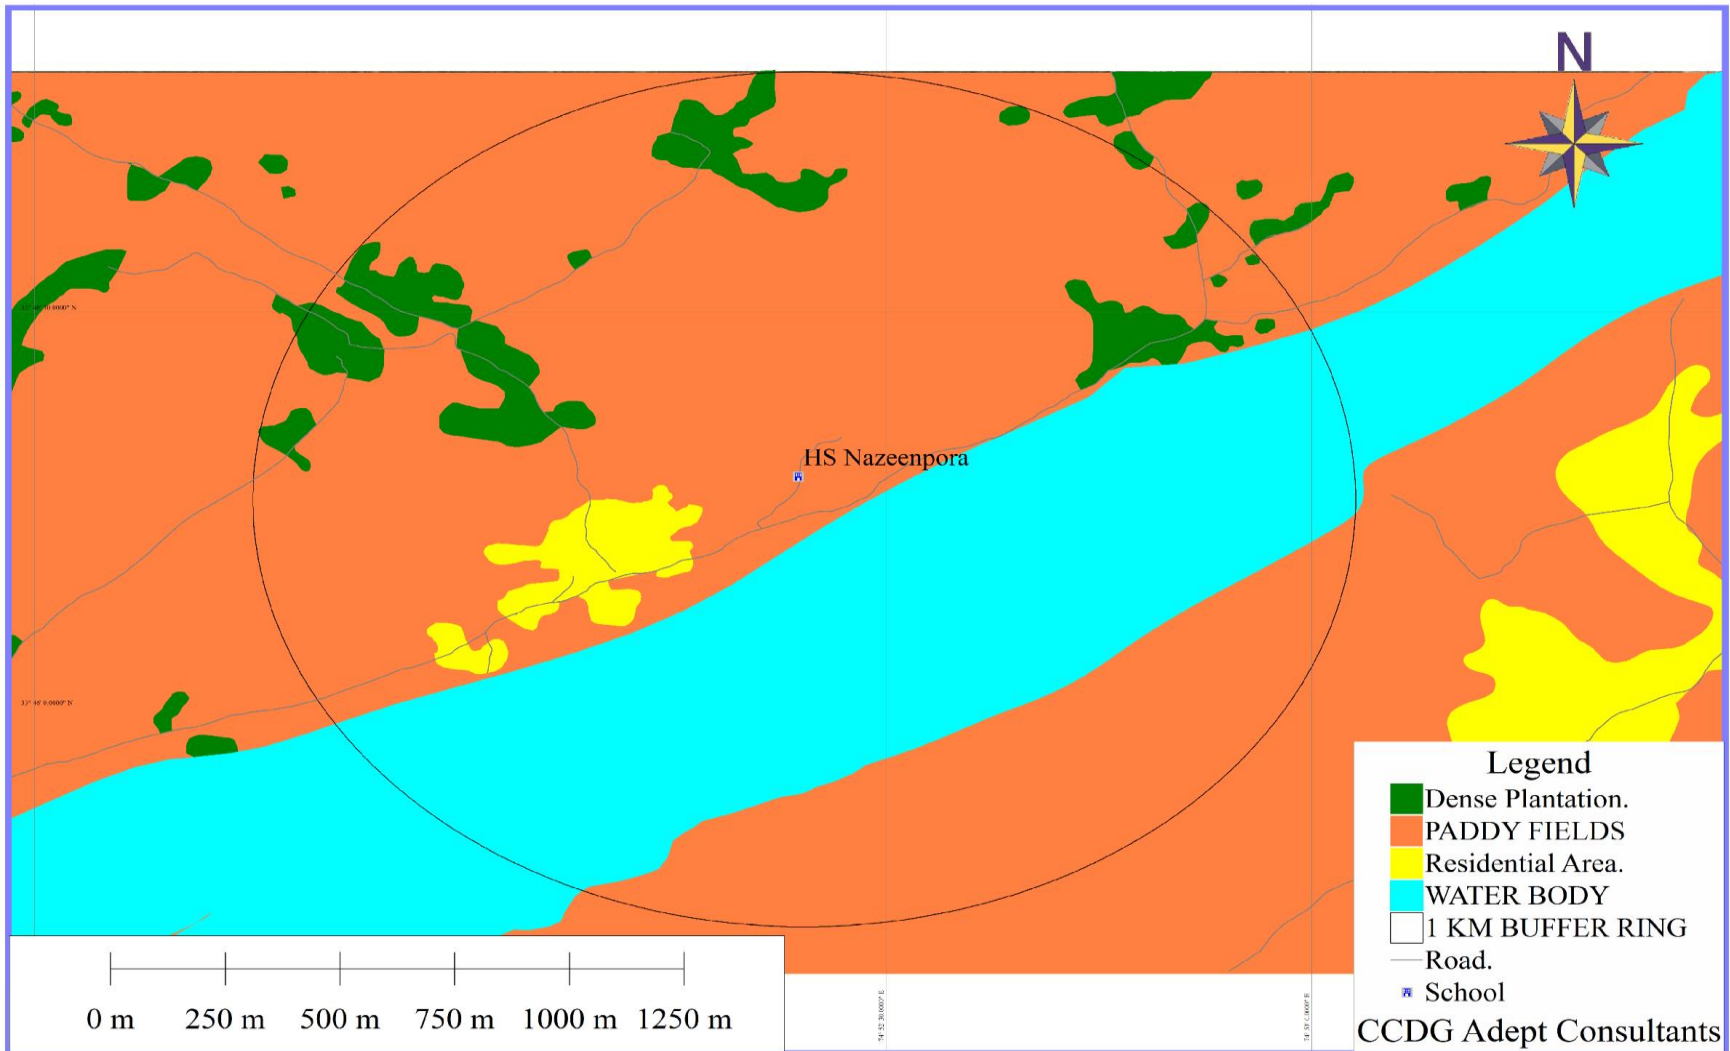 N
HS Nazeenpora
Legend
Dense Plantation.
PADDY FIELDS
Residential Area.
WATER BODY
1 KM BUFFER RING
Road.
School
CCDG Adept Consultants
0 m 250 m 500 m 750 m 1000 m 1250 m